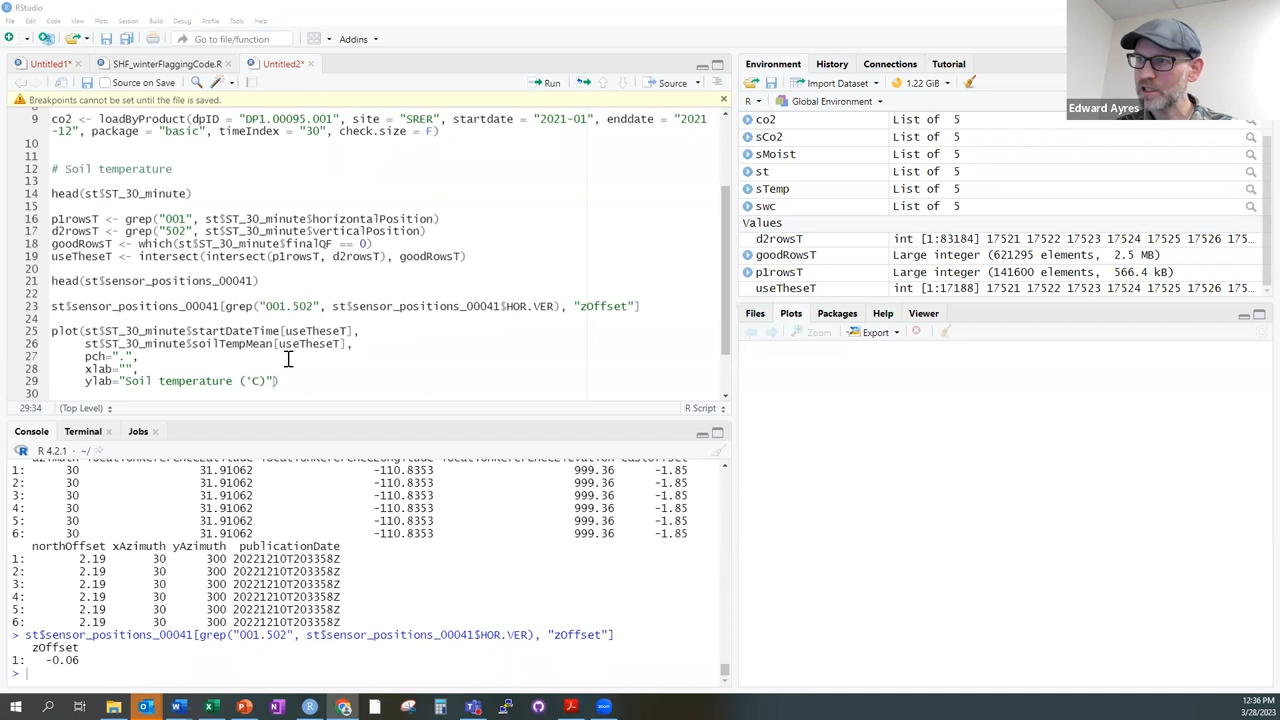 RStudio
File Edit Code View Plots Session Build Debug Profile Tools Help
Go to file/function Addins
Untitled1* SHF_winterFlaggingCode.R Untitled2*
Source on Save Run Source
Breakpoints cannot be set until the file is saved.
9 co2 <- loadByProduct(dpID = "DP1.00095.001", site = "SRER", startdate = "2021-01", enddate = "2021
-12", package = "basic", timeIndex = "30", check.size = F)
10
11
12 # Soil temperature
13
14 head(st$ST_30_minute)
15
16 p1rowsT <- grep("001", st$ST_30_minute$horizontalPosition)
17 d2rowsT <- grep("502", st$ST_30_minute$verticalPosition)
18 goodRowsT <- which(st$ST_30_minute$finalQF == 0)
19 useTheseT <- intersect(intersect(p1rowsT, d2rowsT), goodRowsT)
20
21 head(st$sensor_positions_00041)
22
23 st$sensor_positions_00041[grep("001.502", st$sensor_positions_00041$HOR.VER), "zOffset"]
24
25 plot(st$ST_30_minute$startDateTime[useTheseT],
26 st$ST_30_minute$soilTempMean[useTheseT],
27 pch=".",
28 xlab="",
29 ylab="Soil temperature (°C)")
30
29:34 (Top Level) R Script
Console Terminal Jobs
R 4.2.1 · ~/
1: 30 31.91062 -110.8353 999.36 -1.85
2: 30 31.91062 -110.8353 999.36 -1.85
3: 30 31.91062 -110.8353 999.36 -1.85
4: 30 31.91062 -110.8353 999.36 -1.85
5: 30 31.91062 -110.8353 999.36 -1.85
6: 30 31.91062 -110.8353 999.36 -1.85
northOffset xAzimuth yAzimuth publicationDate
1: 2.19 30 300 20221210T203358Z
2: 2.19 30 300 20221210T203358Z
3: 2.19 30 300 20221210T203358Z
4: 2.19 30 300 20221210T203358Z
5: 2.19 30 300 20221210T203358Z
6: 2.19 30 300 20221210T203358Z
> st$sensor_positions_00041[grep("001.502", st$sensor_positions_00041$HOR.VER), "zOffset"]
zOffset
1: -0.06
>
Environment History Connections Tutorial
Import Dataset 1.22 GiB
R Global Environment
Edward Ayres
co2 List of 5
sCo2 List of 5
sMoist List of 5
st List of 5
sTemp List of 5
swc List of 5
Values
d2rowsT int [1:83184] 17521 17522 17523 17524 17525 17526 175...
goodRowsT Large integer (621295 elements, 2.5 MB)
p1rowsT Large integer (141600 elements, 566.4 kB)
useTheseT int [1:17188] 17521 17522 17523 17524 17525 17526 175...
Files Plots Packages Help Viewer
Zoom Export
12:36 PM
3/28/2023